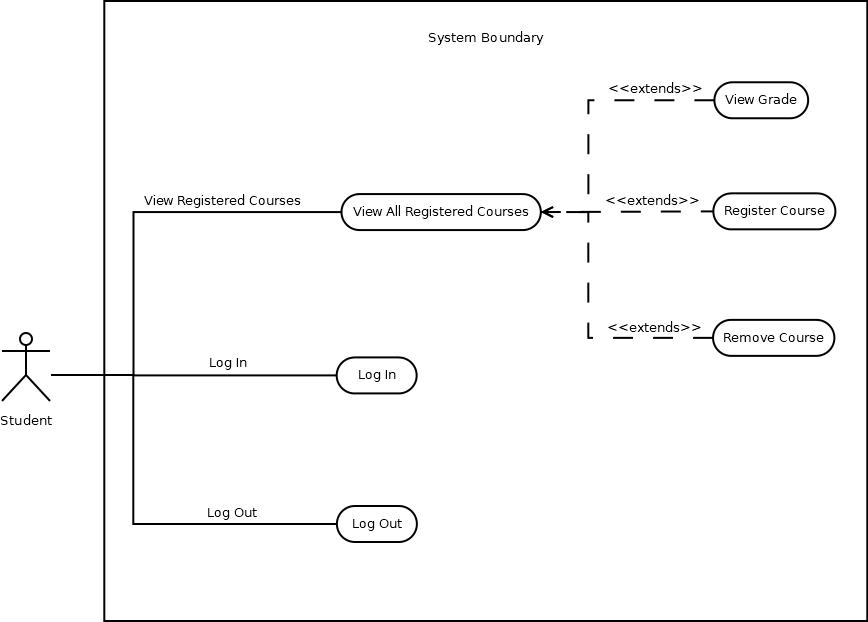 System Boundary
<<extends>>
View Grade
View Registered Courses
View All Registered Courses
<<extends>>
Register Course
<<extends>>
Remove Course
Log In
Log In
Student
Log Out
Log Out